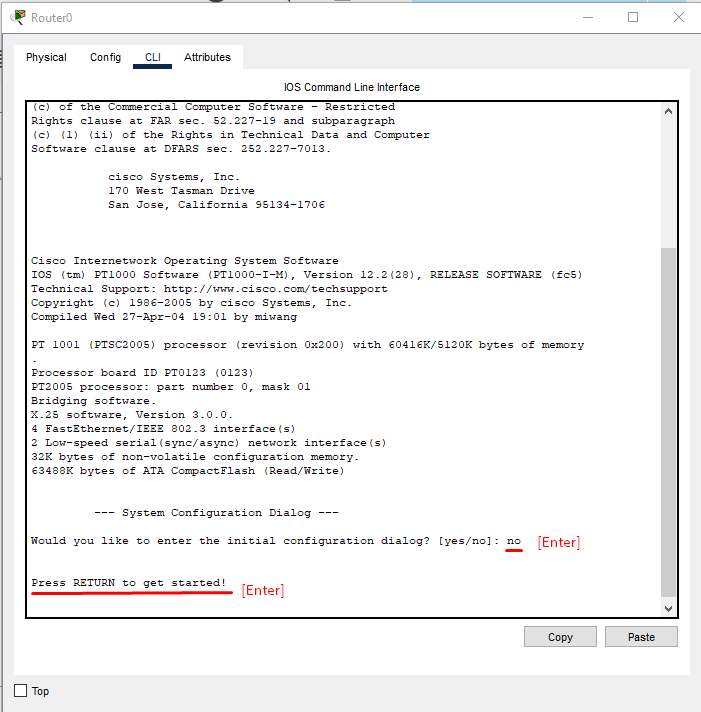 Router0
Physical Config CLI Attributes
IOS Command Line Interface
(c) of the Commercial Computer Software - Restricted
Rights clause at FAR sec. 52.227-19 and subparagraph
(c) (1) (ii) of the Rights in Technical Data and Computer
Software clause at DFARS sec. 252.227-7013.
cisco Systems, Inc.
170 West Tasman Drive
San Jose, California 95134-1706
Cisco Internetwork Operating System Software
IOS (tm) PT1000 Software (PT1000-I-M), Version 12.2(28), RELEASE SOFTWARE (fc5)
Technical Support: http://www.cisco.com/techsupport
Copyright (c) 1986-2005 by cisco Systems, Inc.
Compiled Wed 27-Apr-04 19:01 by miwang
PT 1001 (PTSC2005) processor (revision 0x200) with 60416K/5120K bytes of memory
.
Processor board ID PT0123 (0123)
PT2005 processor: part number 0, mask 01
Bridging software.
X.25 software, Version 3.0.0.
4 FastEthernet/IEEE 802.3 interface(s)
2 Low-speed serial(sync/async) network interface(s)
32K bytes of non-volatile configuration memory.
63488K bytes of ATA CompactFlash (Read/Write)
--- System Configuration Dialog ---
Would you like to enter the initial configuration dialog? [yes/no]: no [Enter]
Press RETURN to get started! [Enter]
Copy Paste
Top